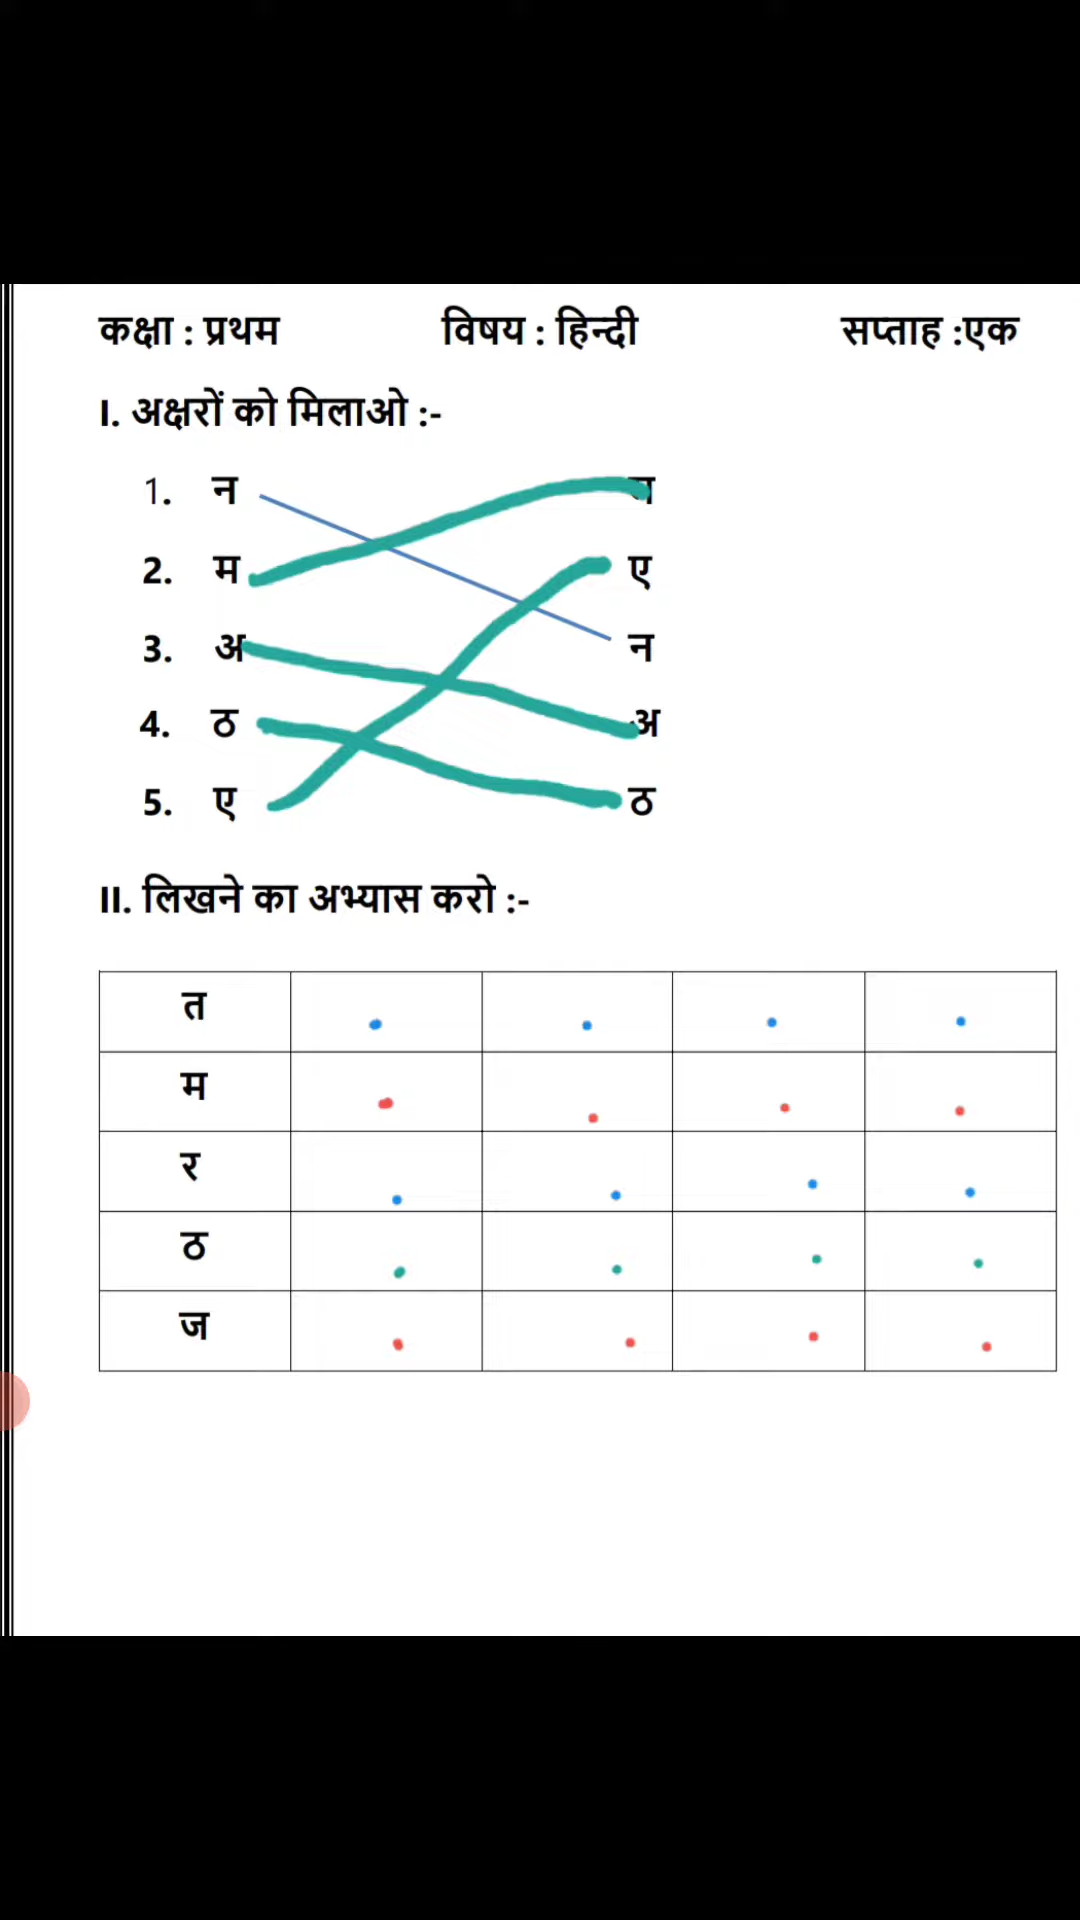 कक्षा : प्रथम विषय : हिन्दी सप्ताह :एक
I. अक्षरों को मिलाओ :-
1. न
2. म ए
3. अ न
4. ठ अ
5. ए ठ
II. लिखने का अभ्यास करो :-
त
म
र
ठ
ज